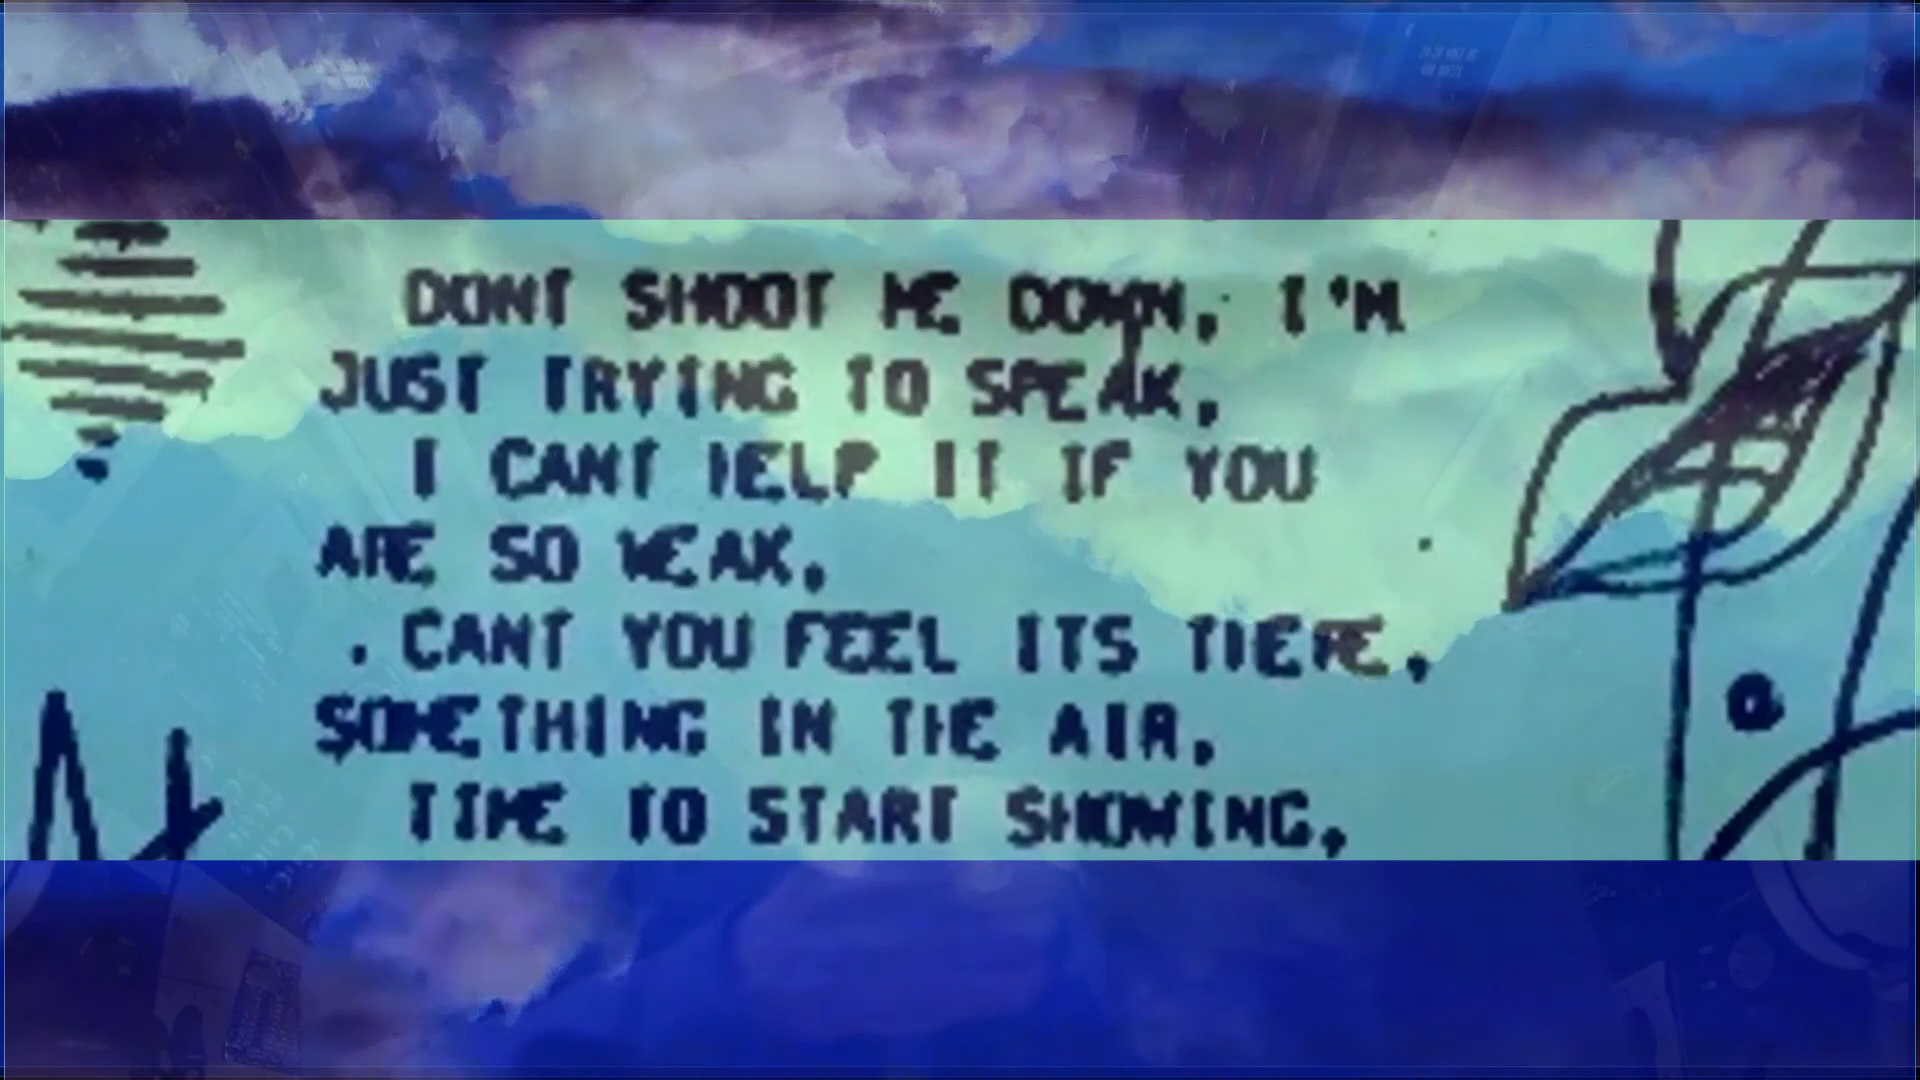 DONT SHOOT ME DOWN, I'M
JUST TRYING TO SPEAK,
I CANT HELP IT IF YOU
ARE SO WEAK,
. CANT YOU FEEL ITS THERE,
SOMETHING IN THE AIR,
TIME TO START SHOWING,